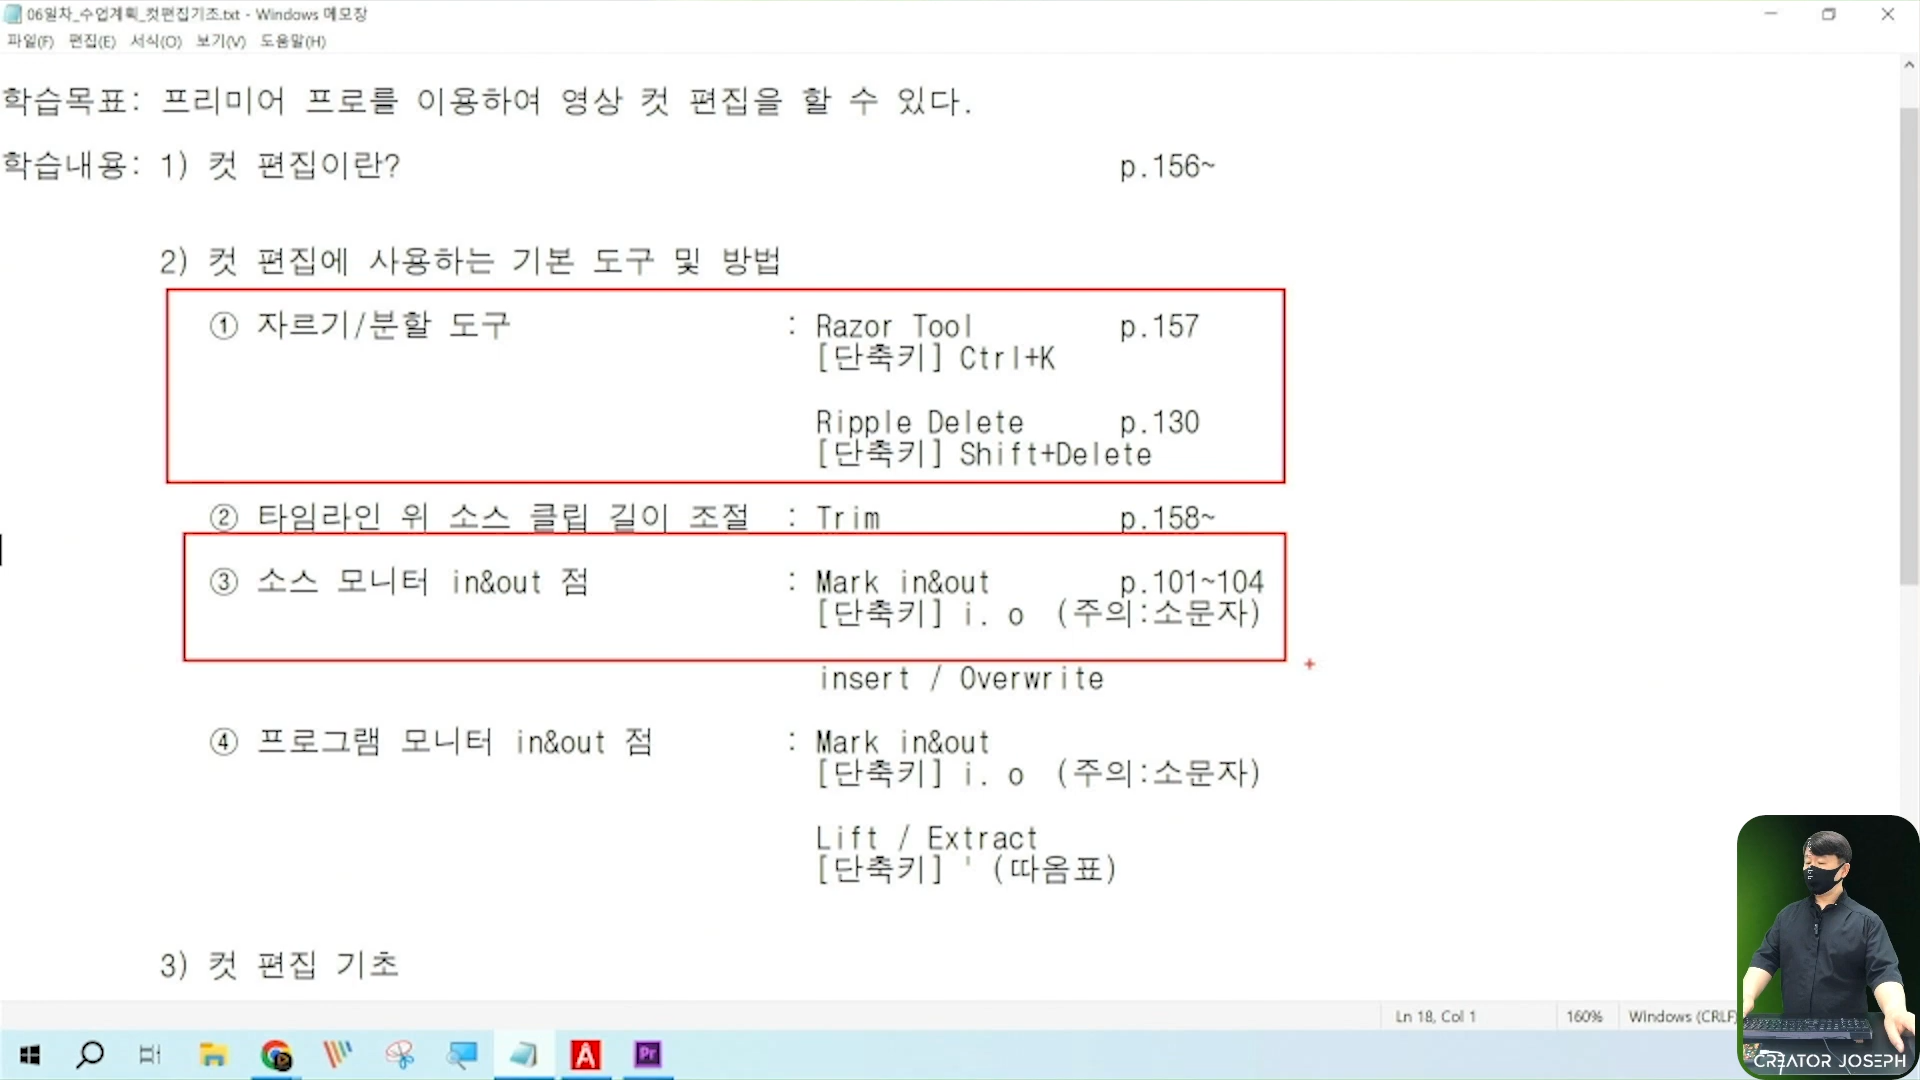 06일차_수업계획_컷편집기조.txt - Windows 메모장
파일(F) 편집(E) 서식(O) 보기(V) 도움말(H)
학습목표: 프리미어 프로를 이용하여 영상 컷 편집을 할 수 있다.
학습내용: 1) 컷 편집이란? p.156~
2) 컷 편집에 사용하는 기본 도구 및 방법
① 자르기/분할 도구 : Razor Tool p.157
[단축키] Ctrl+K
Ripple Delete p.130
[단축키] Shift+Delete
② 타임라인 위 소스 클립 길이 조절 : Trim p.158~
③ 소스 모니터 in&out 점 : Mark in&out p.101~104
[단축키] i. o (주의:소문자)
insert / Overwrite
④ 프로그램 모니터 in&out 점 : Mark in&out
[단축키] i. o (주의:소문자)
Lift / Extract
[단축키] ' (따옴표)
3) 컷 편집 기초
Ln 18, Col 1 160% Windows (CRLF)
Pr
CREATOR JOSEPH